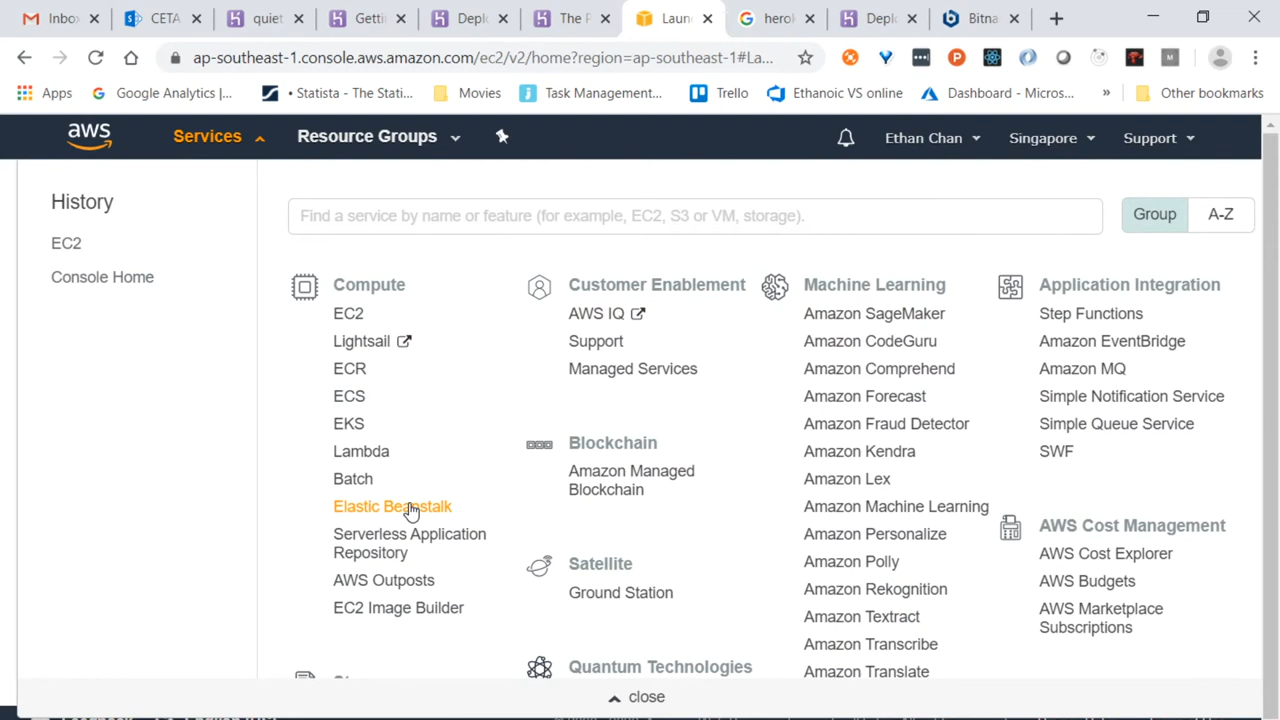 Inbo
CETA
quiet
Getti
Deplo
The P
Laun
herok
Deplo
Bitna
ap-southeast-1.console.aws.amazon.com/ec2/v2/home?region=ap-southeast-1#La...
Apps
Google Analytics |...
• Statista - The Stati...
Movies
Task Management...
Trello
Ethanoic VS online
Dashboard - Micros...
»
Other bookmarks
aws
Services
Resource Groups
Ethan Chan
Singapore
Support
History
EC2
Console Home
Find a service by name or feature (for example, EC2, S3 or VM, storage).
Group
A-Z
Compute
EC2
Lightsail
ECR
ECS
EKS
Lambda
Batch
Elastic Beanstalk
Serverless Application
Repository
AWS Outposts
EC2 Image Builder
Customer Enablement
AWS IQ
Support
Managed Services
Blockchain
Amazon Managed
Blockchain
Satellite
Ground Station
Quantum Technologies
Machine Learning
Amazon SageMaker
Amazon CodeGuru
Amazon Comprehend
Amazon Forecast
Amazon Fraud Detector
Amazon Kendra
Amazon Lex
Amazon Machine Learning
Amazon Personalize
Amazon Polly
Amazon Rekognition
Amazon Textract
Amazon Transcribe
Amazon Translate
Application Integration
Step Functions
Amazon EventBridge
Amazon MQ
Simple Notification Service
Simple Queue Service
SWF
AWS Cost Management
AWS Cost Explorer
AWS Budgets
AWS Marketplace
Subscriptions
close